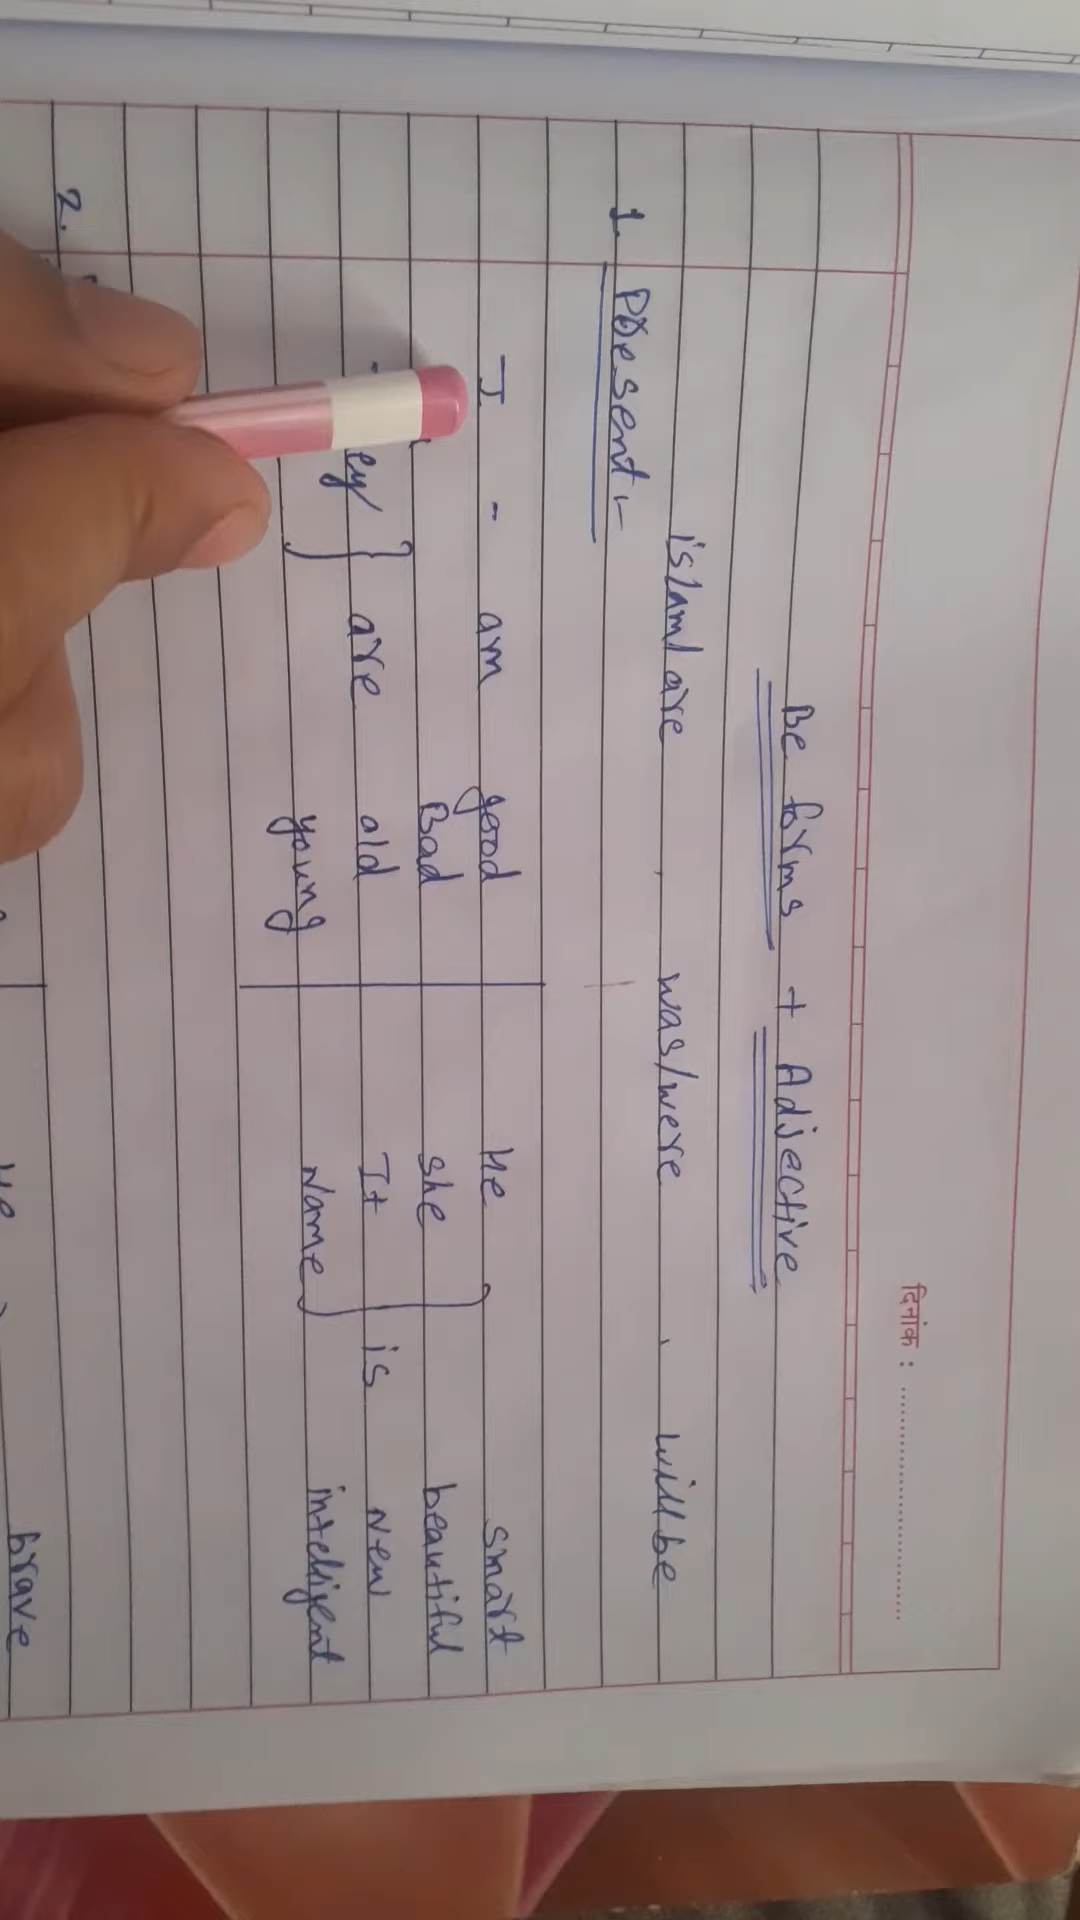 दिनांक :
Be forms + Adjective
is/am/are , was/were , will be
1. Present :-
I - am good He smart
Bad She beautiful
are old It is New
young Name intelligent
2.
brave